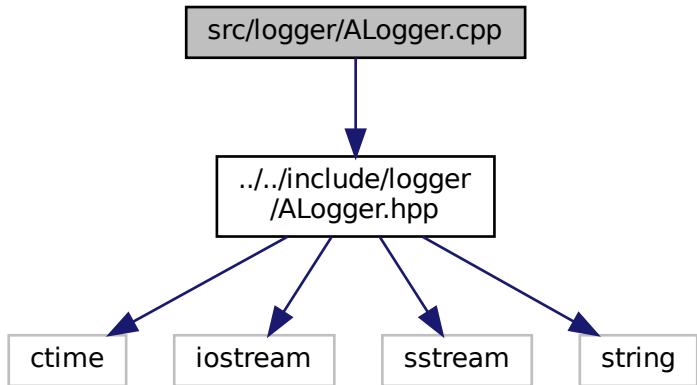 src/logger/ALogger.cpp
../../include/logger
/ALogger.hpp
ctime
iostream
sstream
string